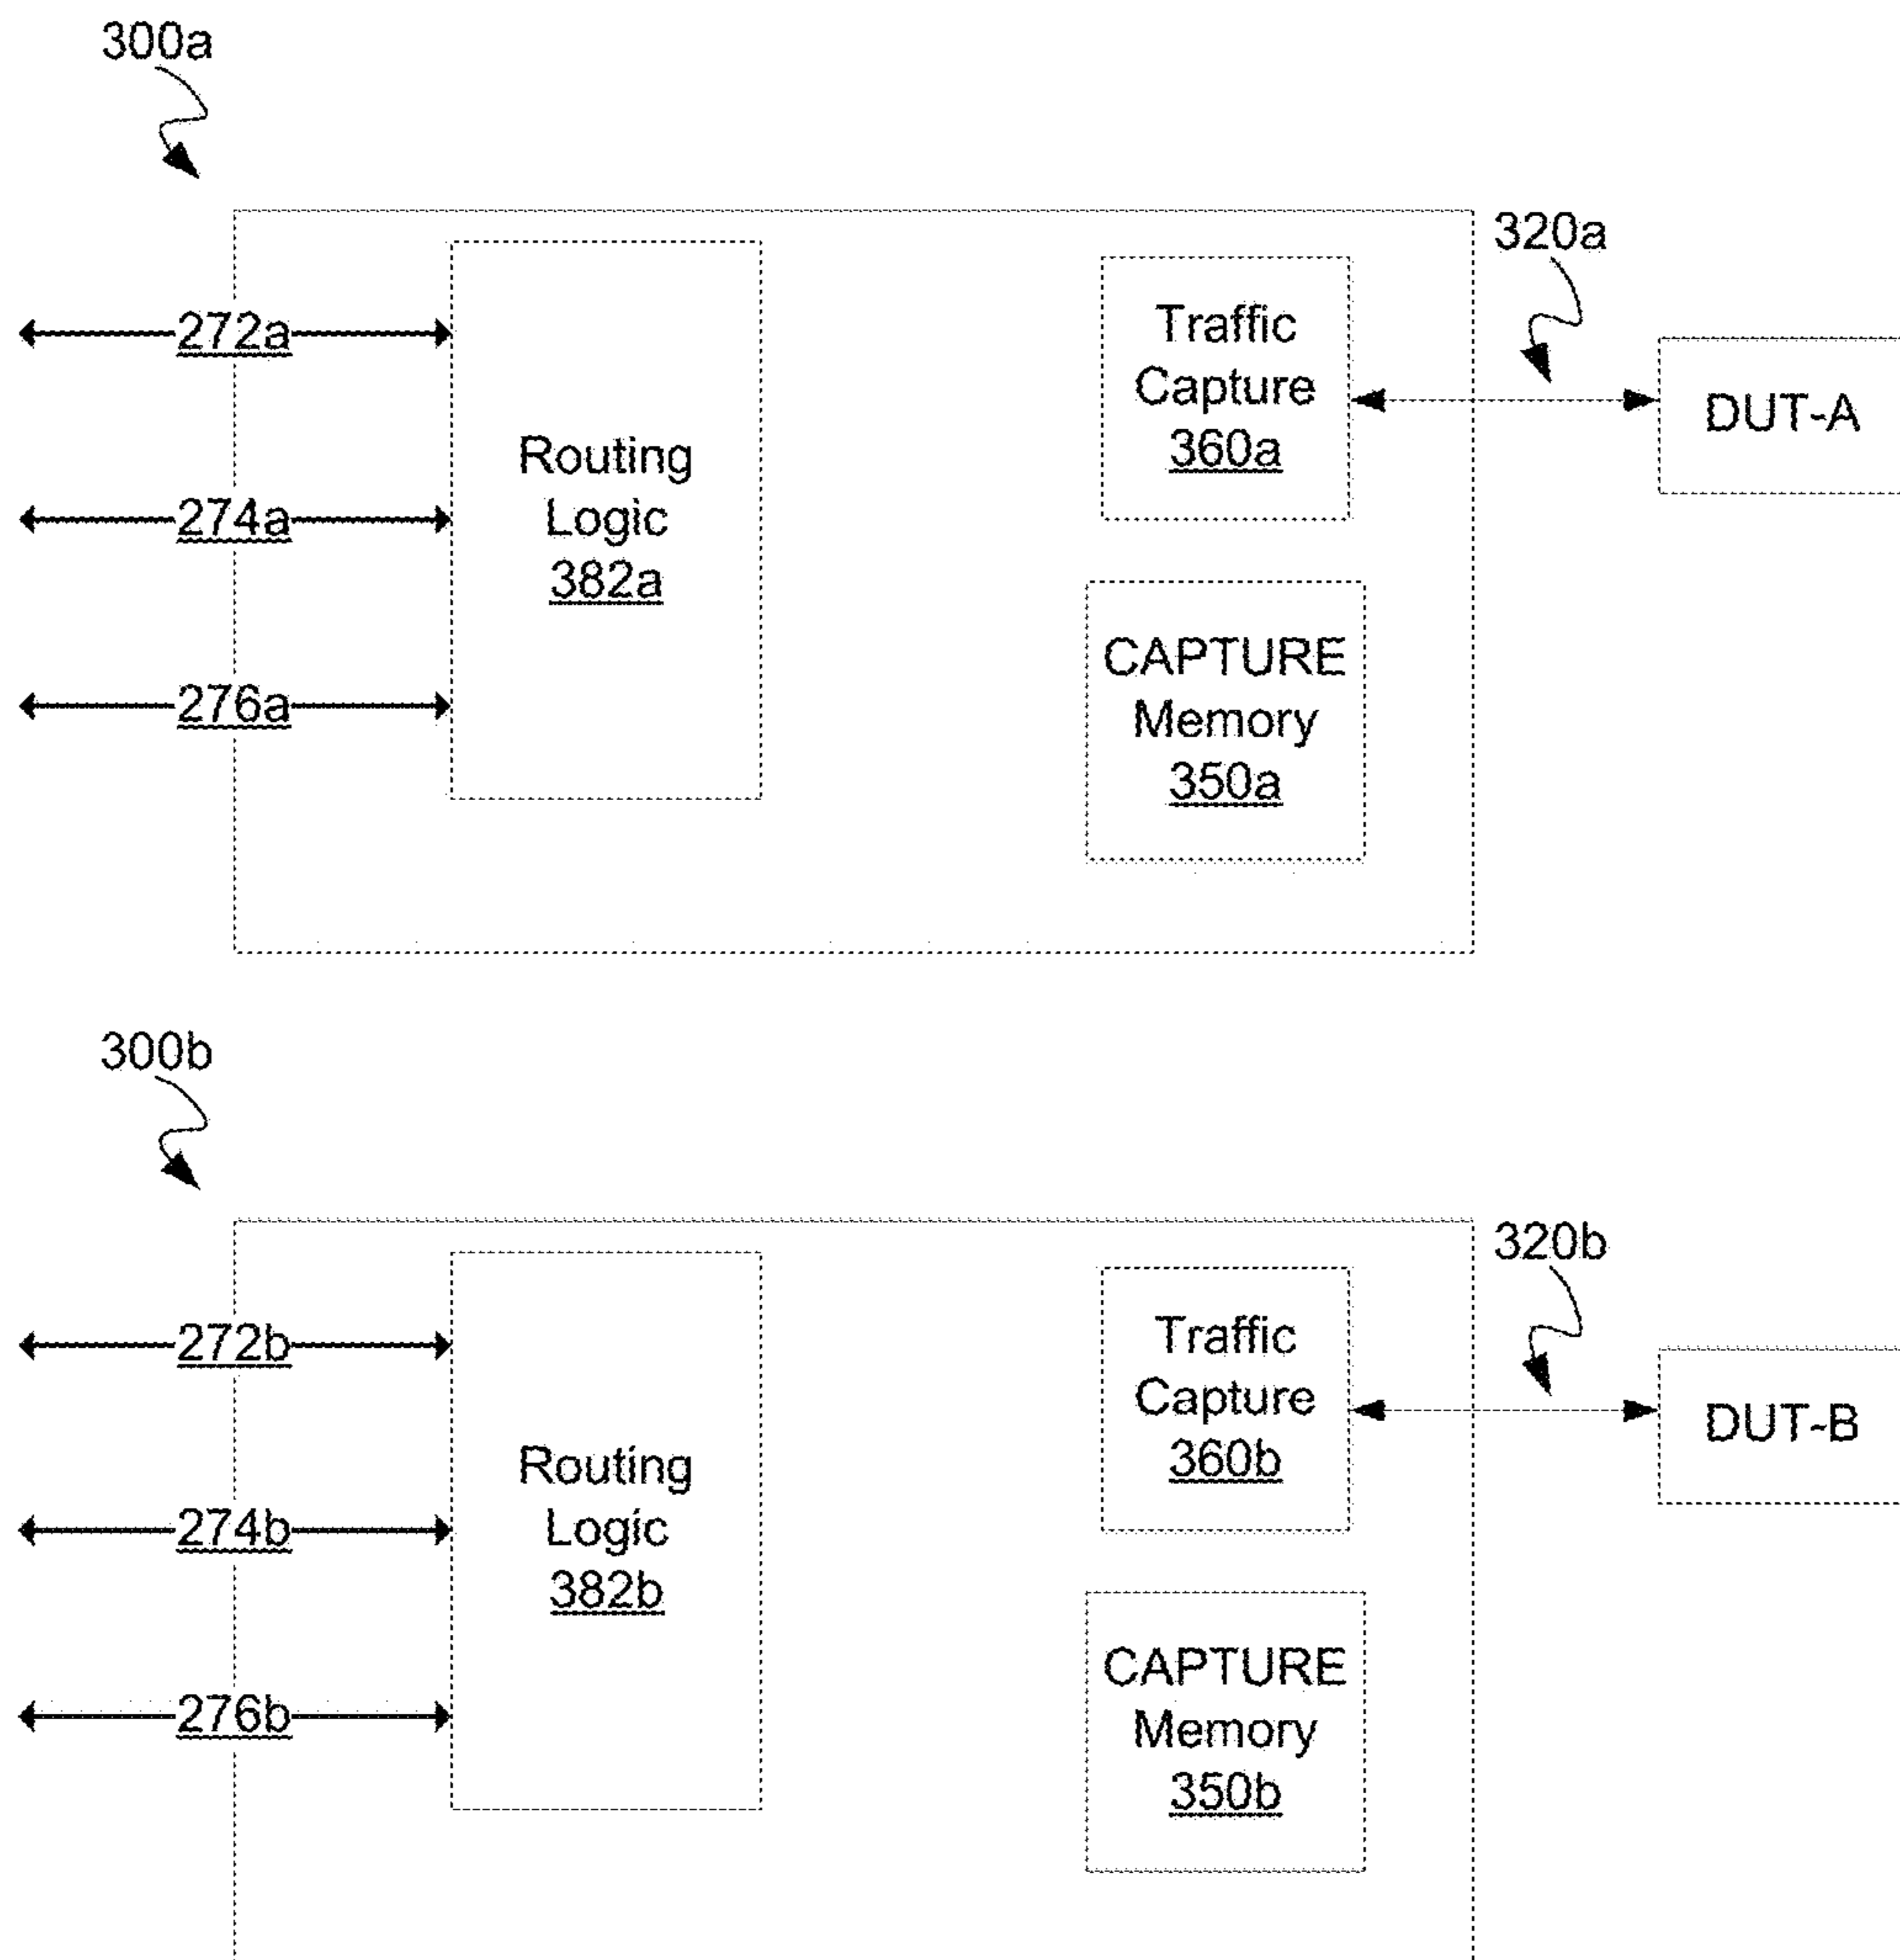 300a
320a
272a
274a
276a
Routing
Logic
382a
Traffic
Capture
360a
DUT-A
CAPTURE
Memory
350a
300b
320b
272b
274b
276b
Routing
Logic
382b
Traffic
Capture
360b
DUT-B
CAPTURE
Memory
350b